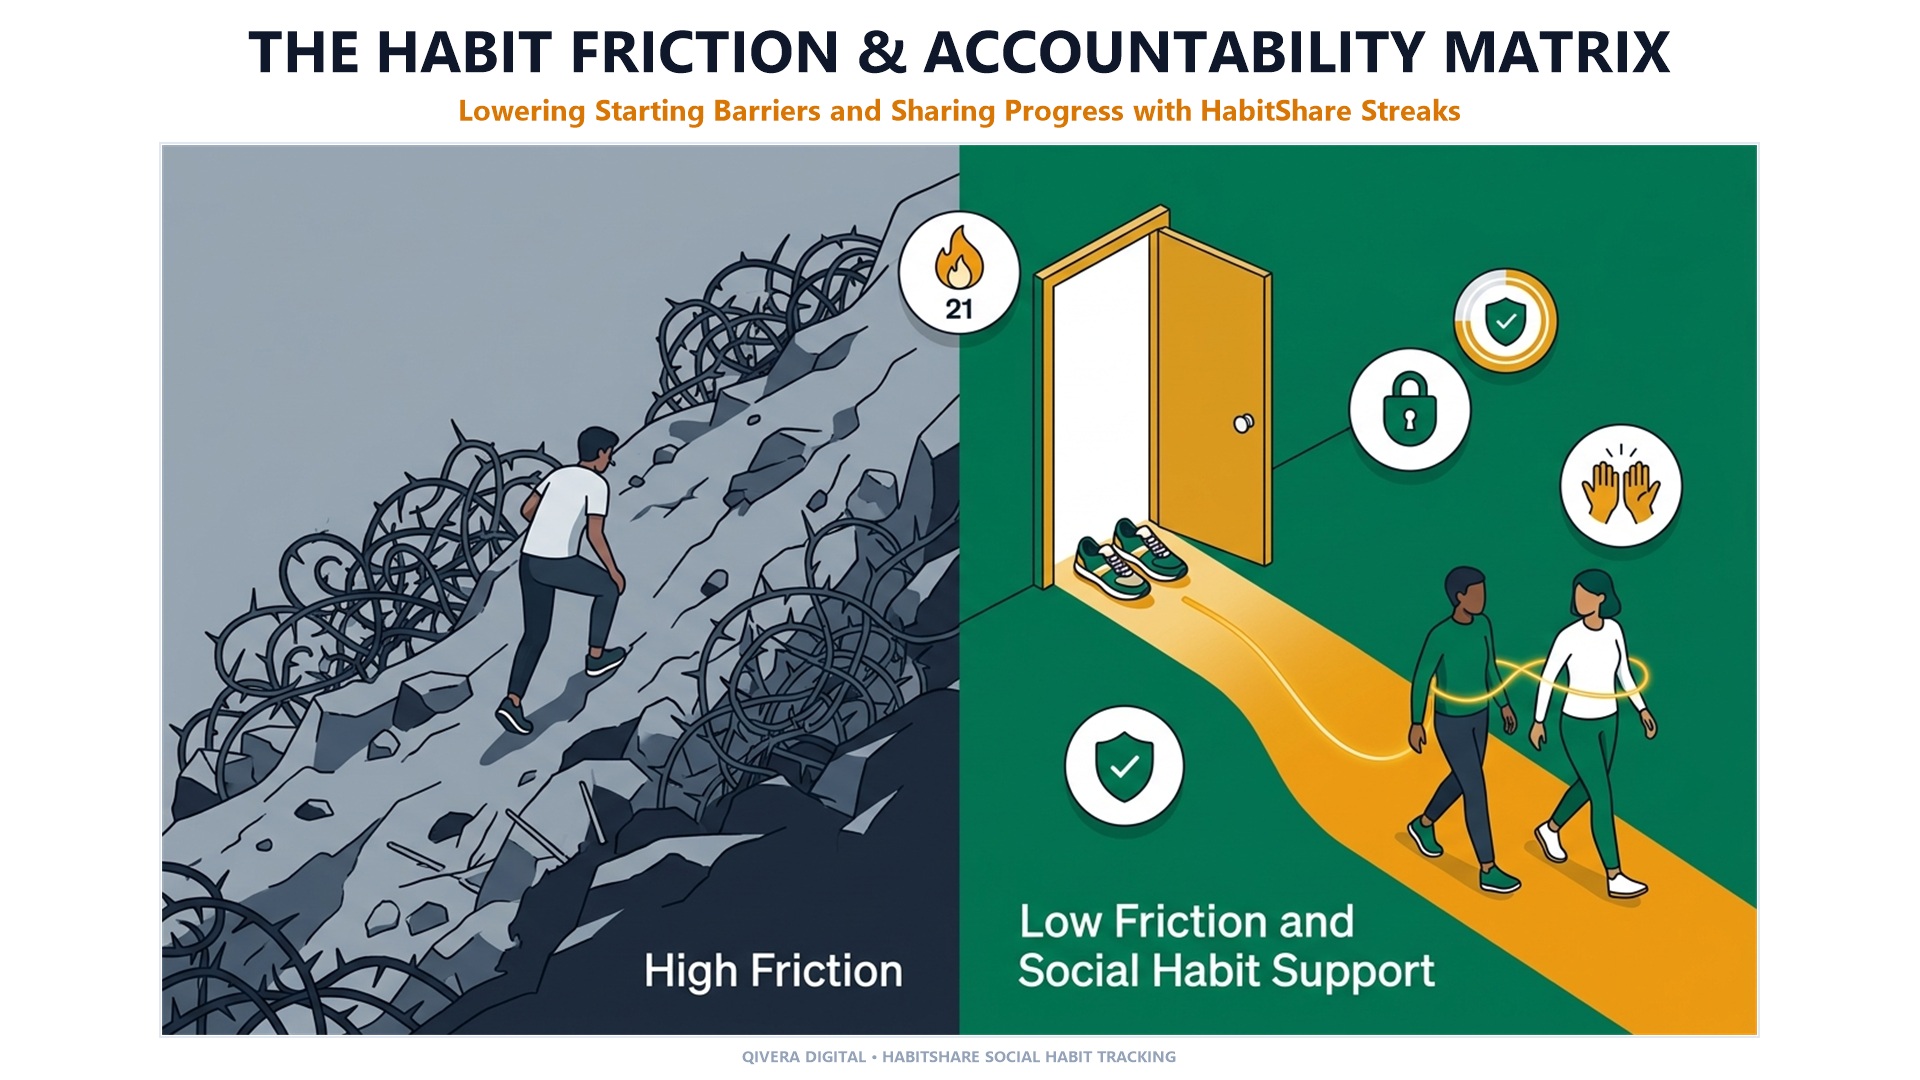 THE HABIT FRICTION & ACCOUNTABILITY MATRIX
Lowering Starting Barriers and Sharing Progress with HabitShare Streaks
21
High Friction
Low Friction and
Social Habit Support
QIVERA DIGITAL • HABITSHARE SOCIAL HABIT TRACKING